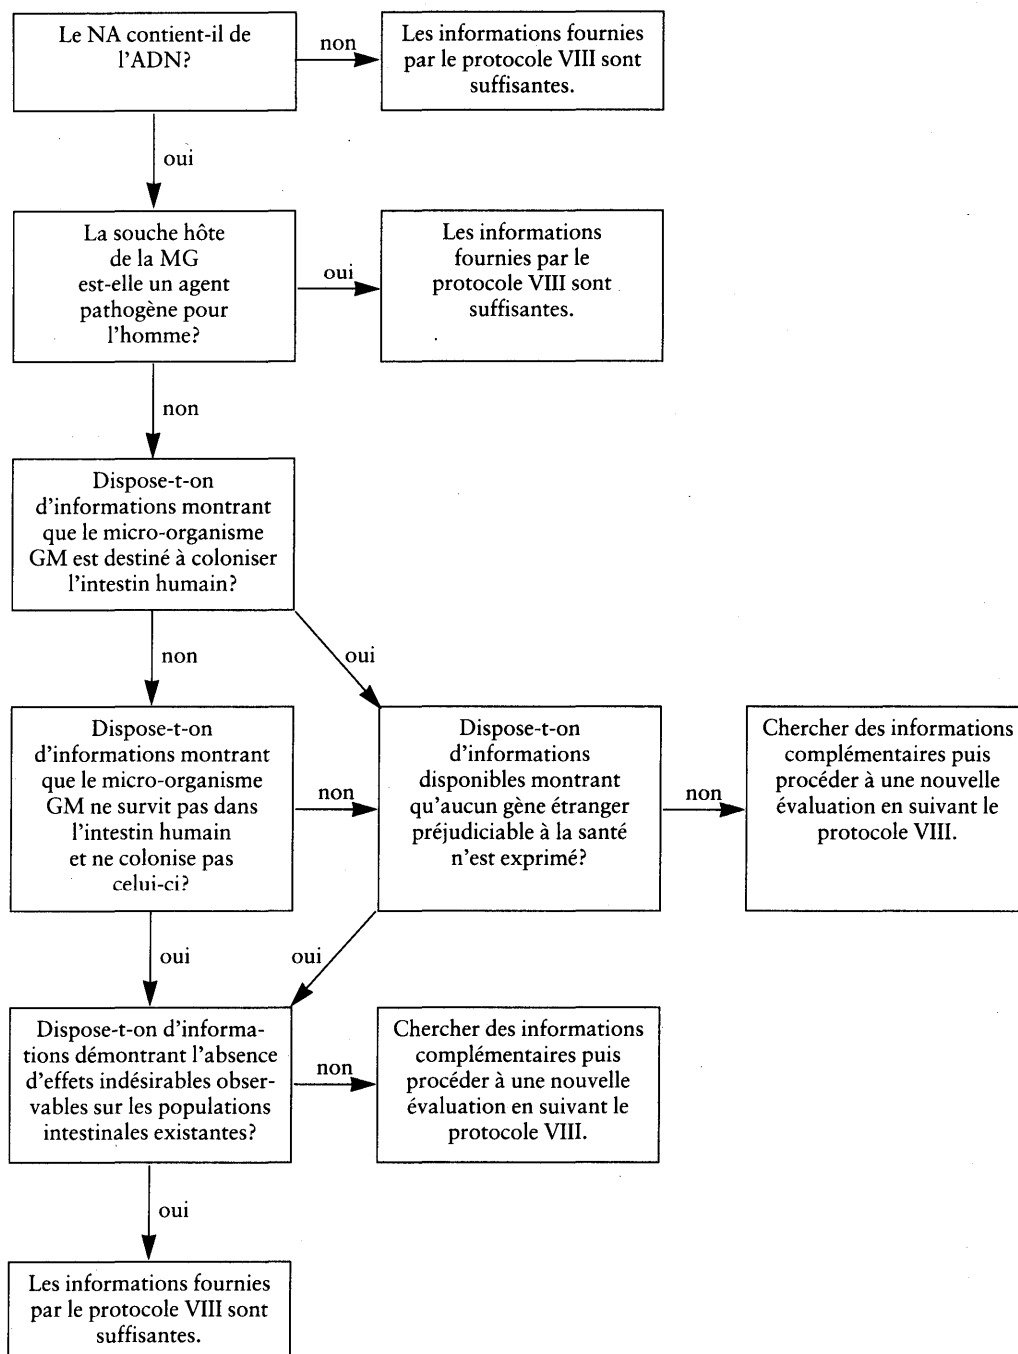 Le NA contient-il de
l'ADN?
non
Les informations fournies
par le protocole VIII sont
suffisantes.
oui
La souche hôte
de la MG
est-elle un agent
pathogène pour
l'homme?
oui
Les informations
fournies par le
protocole VIII sont
suffisantes.
non
Dispose-t-on
d'informations montrant
que le micro-organisme
GM est destiné à coloniser
l'intestin humain?
non
oui
Dispose-t-on
d'informations montrant
que le micro-organisme
GM ne survit pas dans
l'intestin humain
et ne colonise pas
celui-ci?
non
Dispose-t-on
d'informations
disponibles montrant
qu'aucun gène étranger
préjudiciable à la santé
n'est exprimé?
non
Chercher des informations
complémentaires puis
procéder à une nouvelle
évaluation en suivant le
protocole VIII.
oui
oui
Dispose-t-on d'informa-
tions démontrant l'absence
d'effets indésirables obser-
vables sur les populations
intestinales existantes?
non
Chercher des informations
complémentaires puis
procéder à une nouvelle
évaluation en suivant le
protocole VIII.
oui
Les informations fournies
par le protocole VIII sont
suffisantes.